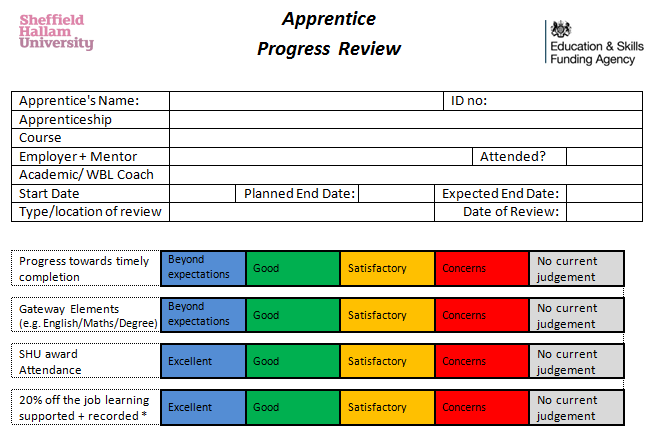 Sheffield
Hallam
University
Apprentice
Progress Review
Education & Skills
Funding Agency
Apprentice's Name: ID no:
Apprenticeship
Course
Employer + Mentor Attended?
Academic/ WBL Coach
Start Date Planned End Date: Expected End Date:
Type/location of review Date of Review:
Progress towards timely
completion
Beyond
expectations
Good
Satisfactory
Concerns
No current
judgement
Gateway Elements
(e.g. English/Maths/Degree)
Beyond
expectations
Good
Satisfactory
Concerns
No current
judgement
SHU award
Attendance
Excellent
Good
Satisfactory
Concerns
No current
judgement
20% off the job learning
supported + recorded *
Excellent
Good
Satisfactory
Concerns
No current
judgement